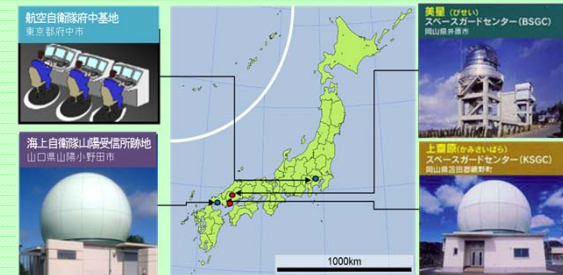 航空自衛隊府中基地
東京都府中市
海上自衛隊山陽受信所跡地
山口県山陽小野田市
美星（びせい）
スペースガードセンター(BSGC)
岡山県井原市
上齋原(かみさいばら)
スペースガードセンター(KSGC)
岡山県苫田郡鏡野町
1000km